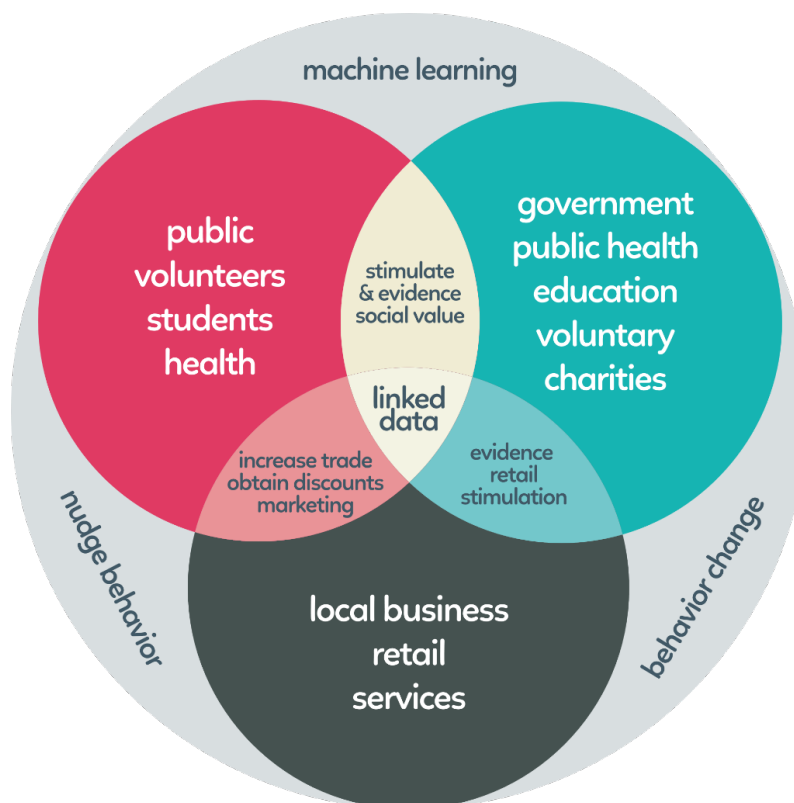 machine learning
public
volunteers
students
health
stimulate
& evidence
social value
government
public health
education
voluntary
charities
linked
data
increase trade
obtain discounts
marketing
evidence
retail
stimulation
nudge behavior
behavior change
local business
retail
services